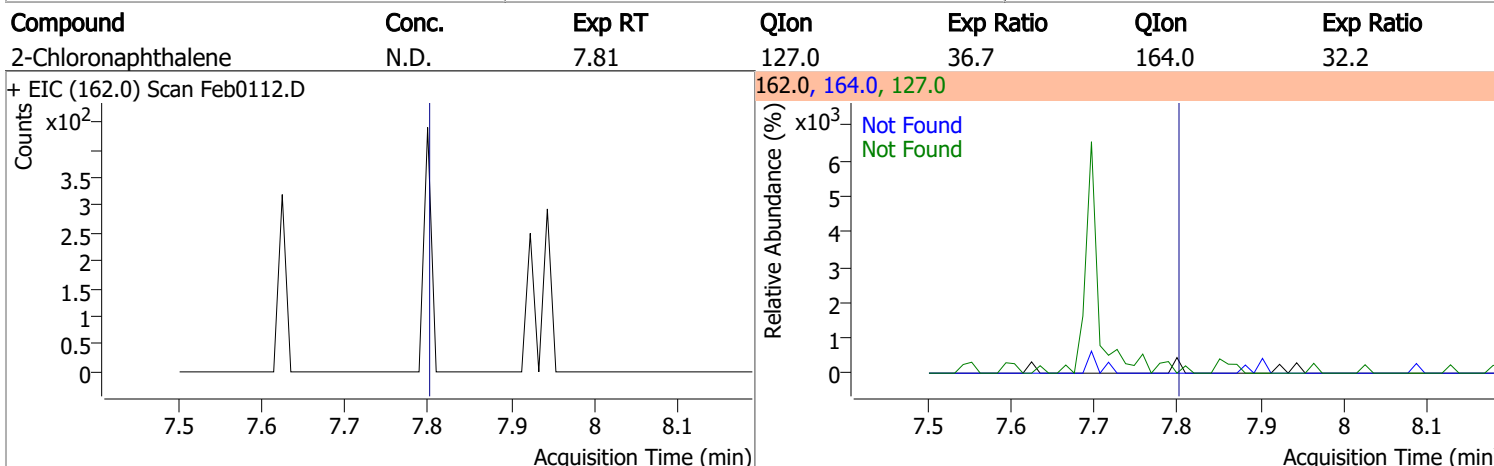 Compound Conc. Exp RT QIon Exp Ratio QIon Exp Ratio
2-Chloronaphthalene N.D. 7.81 127.0 36.7 164.0 32.2
+ EIC (162.0) Scan Feb0112.D
Counts
x10²
3.5
3
2.5
2
1.5
1
0.5
0
7.5 7.6 7.7 7.8 7.9 8 8.1
Acquisition Time (min)
162.0, 164.0, 127.0
Relative Abundance (%)
x10³
Not Found
Not Found
6
5
4
3
2
1
0
7.5 7.6 7.7 7.8 7.9 8 8.1
Acquisition Time (min)